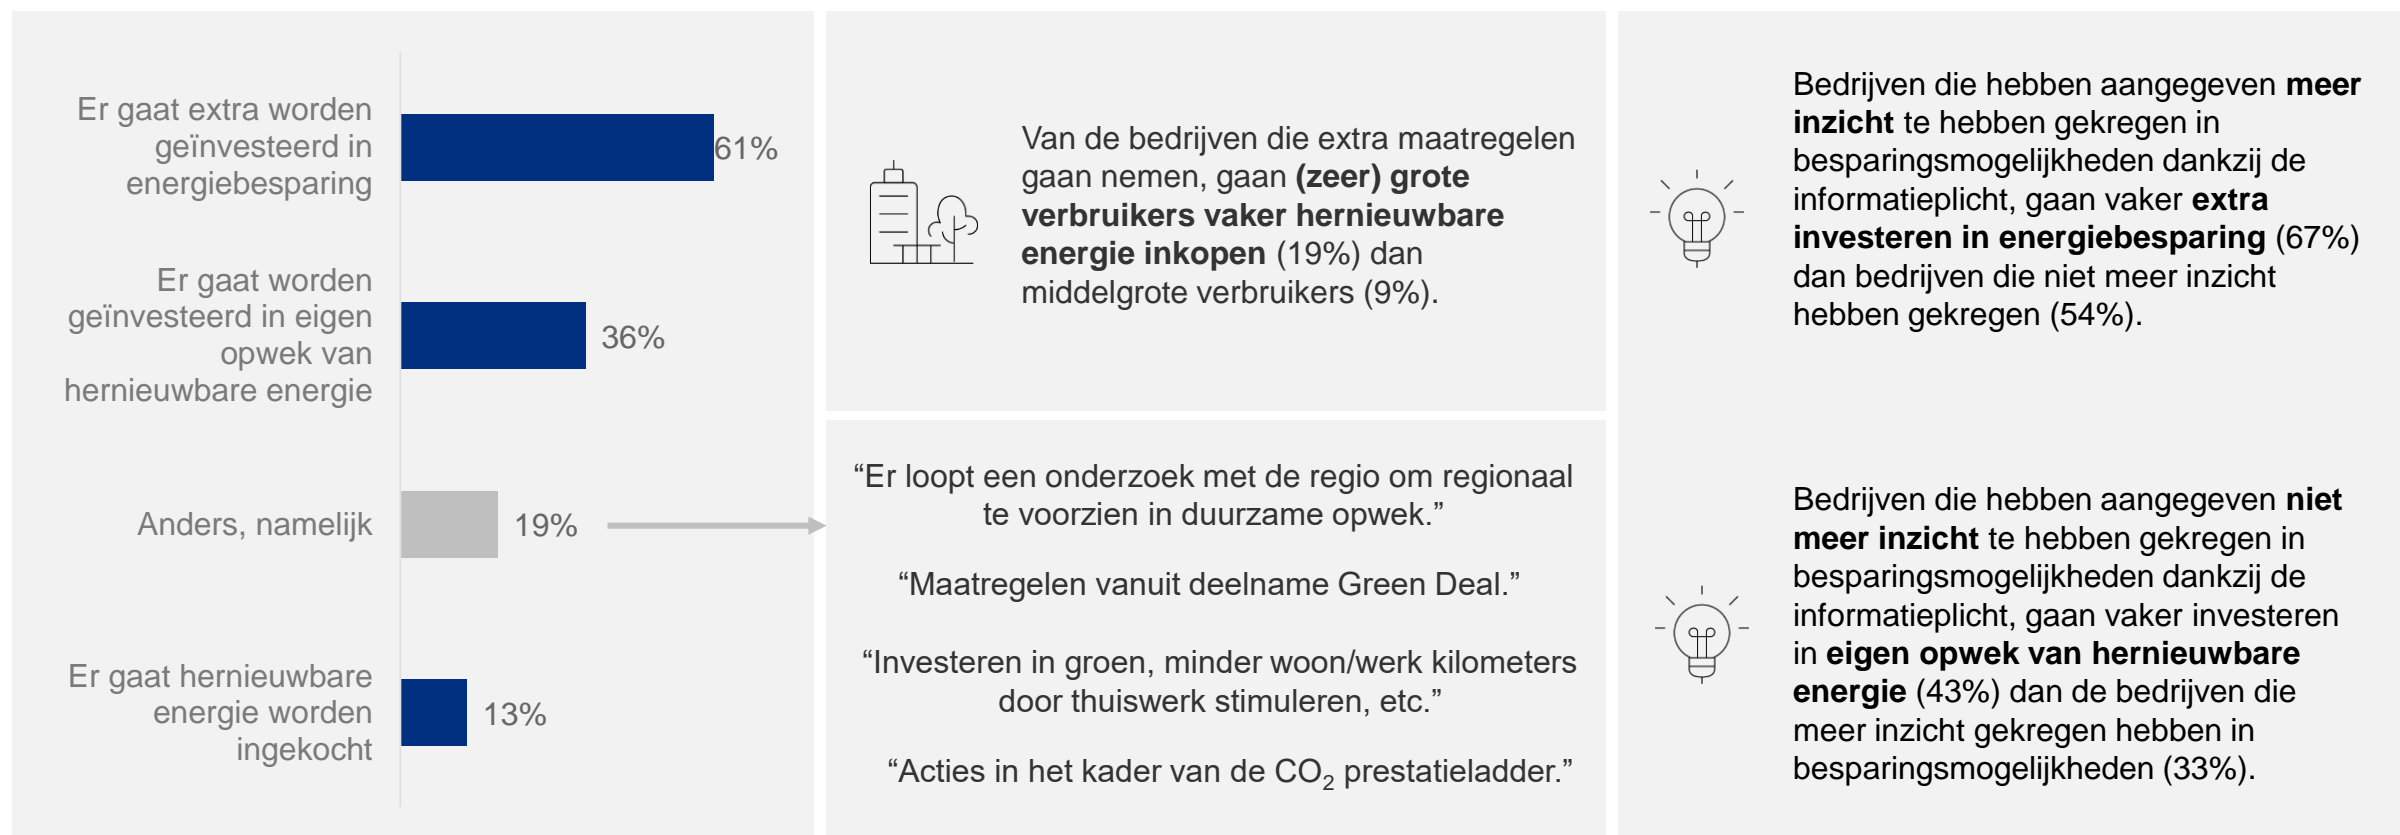 Er gaat extra worden
geïnvesteerd in
energiebesparing
61%
Er gaat worden
geïnvesteerd in eigen
opwek van
hernieuwbare energie
36%
Anders, namelijk
19%
Er gaat hernieuwbare
energie worden
ingekocht
13%
Van de bedrijven die extra maatregelen
gaan nemen, gaan (zeer) grote
verbruikers vaker hernieuwbare
energie inkopen (19%) dan
middelgrote verbruikers (9%).
“Er loopt een onderzoek met de regio om regionaal
te voorzien in duurzame opwek.”
“Maatregelen vanuit deelname Green Deal.”
“Investeren in groen, minder woon/werk kilometers
door thuiswerk stimuleren, etc.”
“Acties in het kader van de CO₂ prestatieladder.”
Bedrijven die hebben aangegeven meer
inzicht te hebben gekregen in
besparingsmogelijkheden dankzij de
informatieplicht, gaan vaker extra
investeren in energiebesparing (67%)
dan bedrijven die niet meer inzicht
hebben gekregen (54%).
Bedrijven die hebben aangegeven niet
meer inzicht te hebben gekregen in
besparingsmogelijkheden dankzij de
informatieplicht, gaan vaker investeren
in eigen opwek van hernieuwbare
energie (43%) dan de bedrijven die
meer inzicht gekregen hebben in
besparingsmogelijkheden (33%).